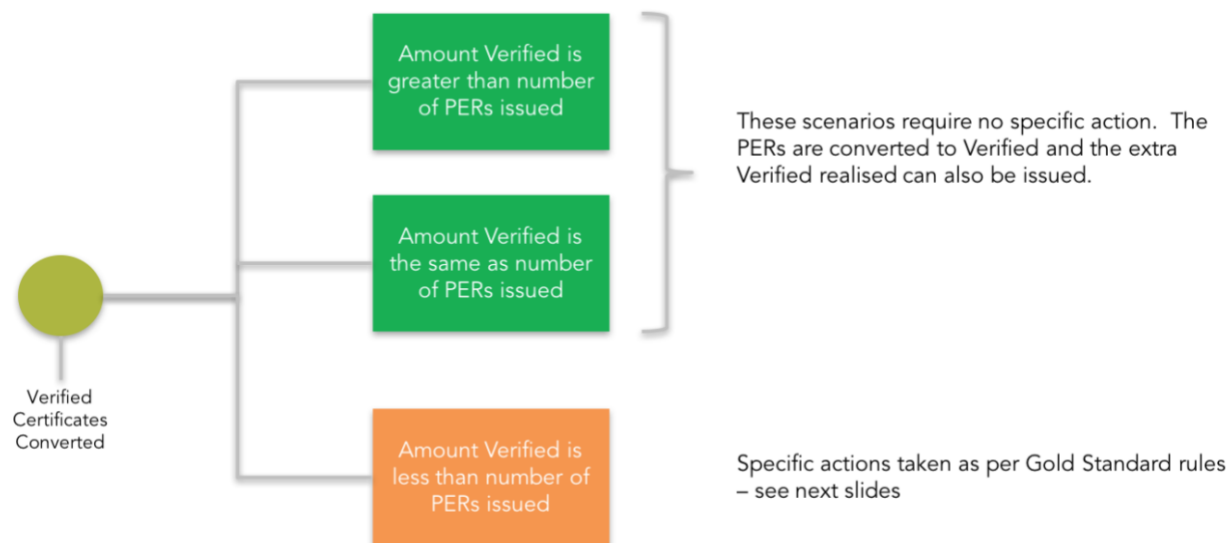 Amount Verified is
greater than number
of PERs issued
These scenarios require no specific action.  The
PERs are converted to Verified and the extra
Verified realised can also be issued.
Amount Verified is
the same as number
of PERs issued
Verified
Certificates
Converted
Amount Verified is
less than number of
PERs issued
Specific actions taken as per Gold Standard rules
– see next slides